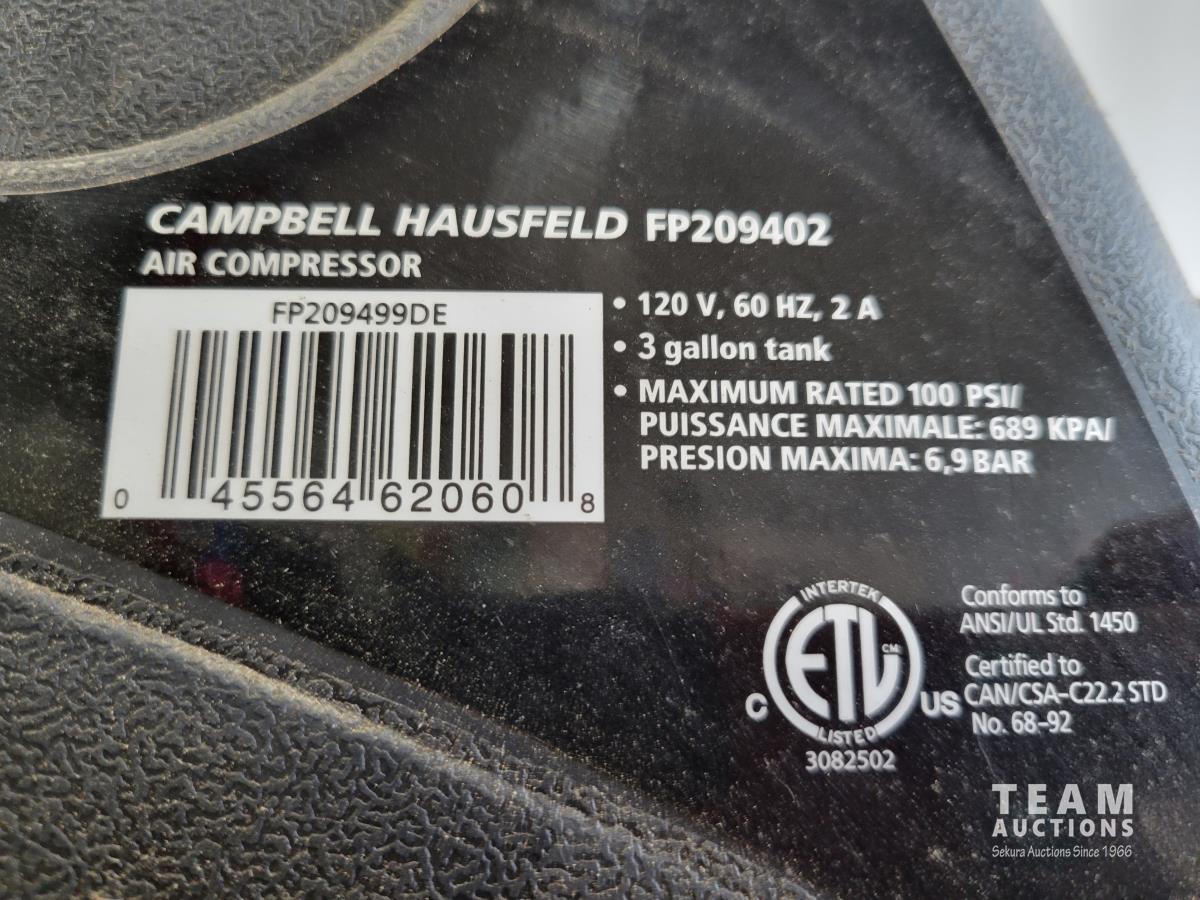 CAMPBELL HAUSFELD FP209402
AIR COMPRESSOR
FP209499DE
0 45564 62060 8
• 120 V, 60 HZ, 2 A
• 3 gallon tank
• MAXIMUM RATED 100 PSI/
PUISSANCE MAXIMALE: 689 KPA/
PRESION MAXIMA: 6,9 BAR
INTERTEK
ETL CM
C US
LISTED
3082502
Conforms to
ANSI/UL Std. 1450
Certified to
CAN/CSA-C22.2 STD
No. 68-92
TEAM
AUCTIONS
Sekura Auctions Since 1966